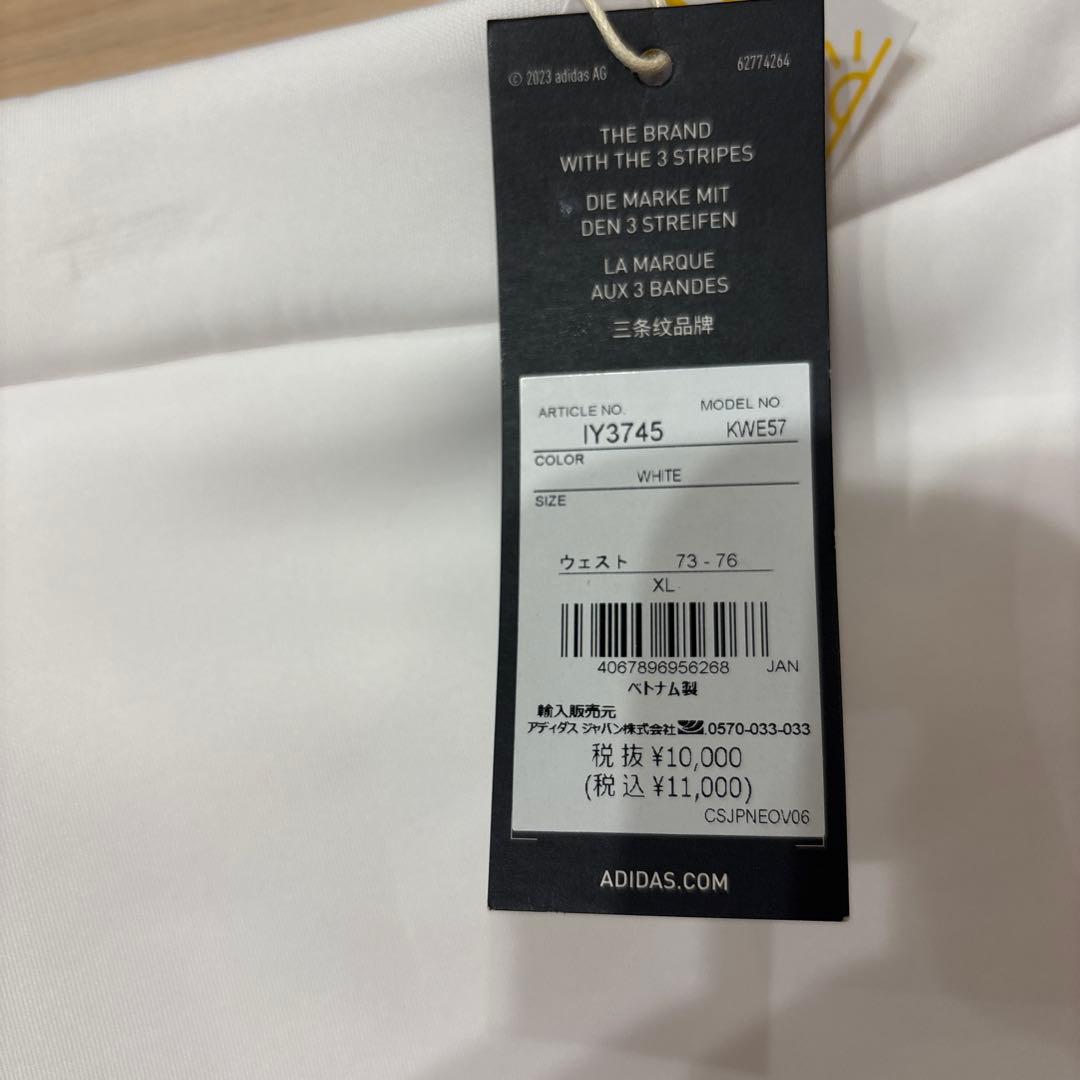 © 2023 adidas AG
62774264
THE BRAND
WITH THE 3 STRIPES
DIE MARKE MIT
DEN 3 STREIFEN
LA MARQUE
AUX 3 BANDES
三条纹品牌
ARTICLE NO. MODEL NO
IY3745 KWE57
COLOR
WHITE
SIZE
ウェスト 73 - 76
XL
4067896956268 JAN
ベトナム製
輸入販売元
アディダス ジャパン株式会社 0570-033-033
税 抜 ¥10,000
(税 込 ¥11,000)
CSJPNEOV06
ADIDAS.COM